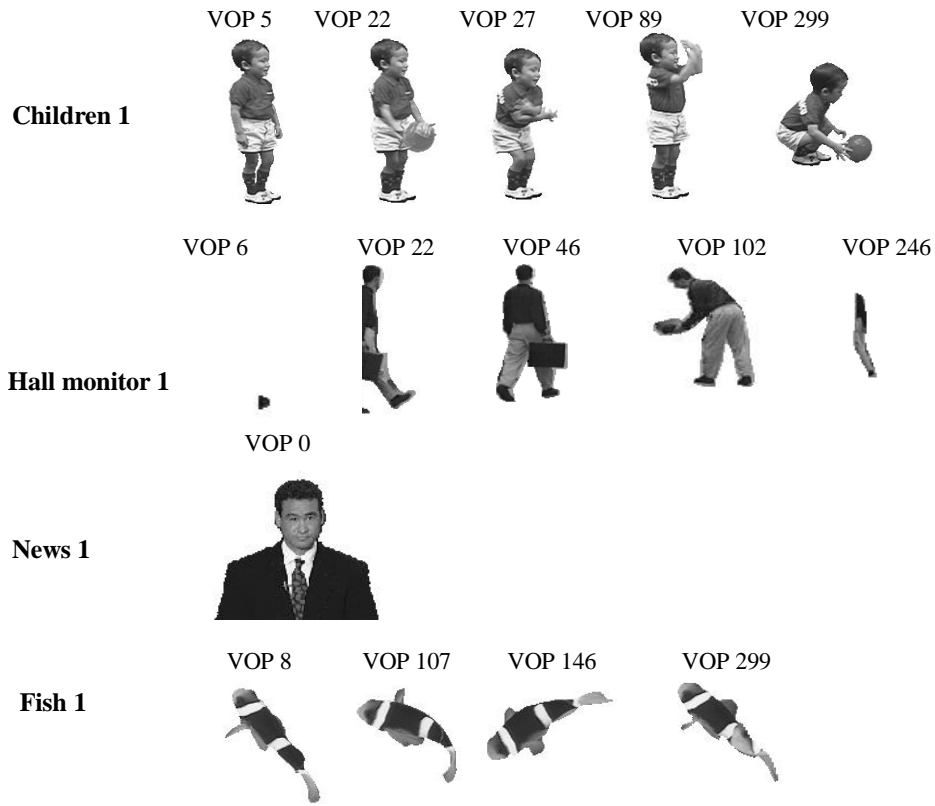 VOP 5 VOP 22 VOP 27 VOP 89 VOP 299
Children 1
VOP 6 VOP 22 VOP 46 VOP 102 VOP 246
Hall monitor 1
VOP 0
News 1
VOP 8 VOP 107 VOP 146 VOP 299
Fish 1